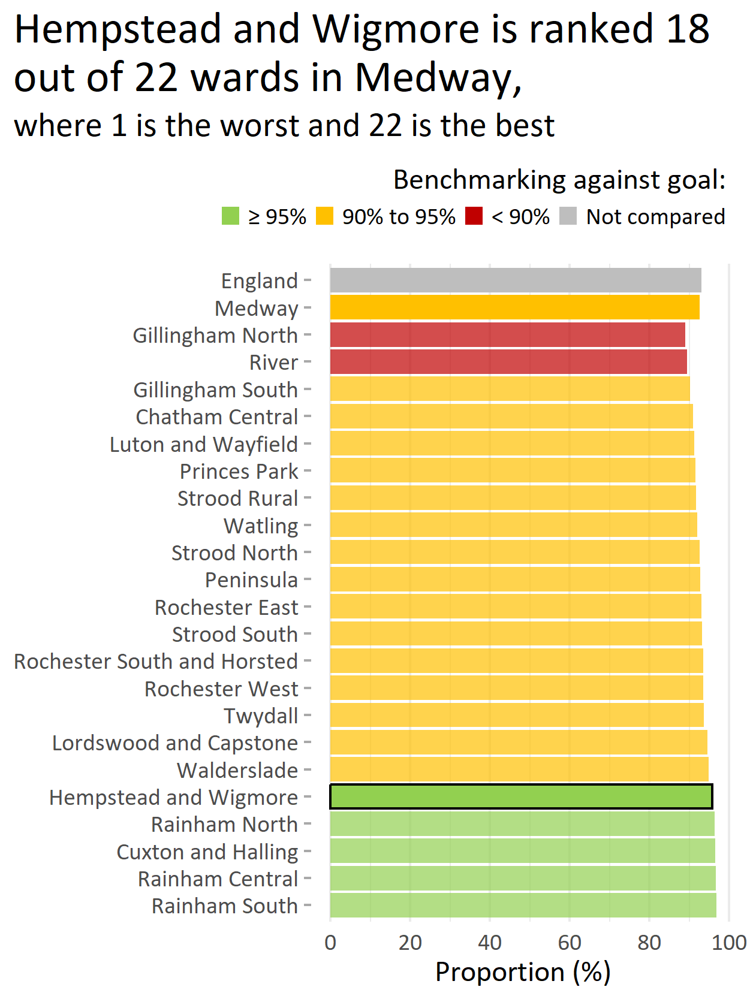 Hempstead and Wigmore is ranked 18
out of 22 wards in Medway,
where 1 is the worst and 22 is the best
Benchmarking against goal:
≥ 95% 90% to 95% < 90% Not compared
England
Medway
Gillingham North
River
Gillingham South
Chatham Central
Luton and Wayfield
Princes Park
Strood Rural
Watling
Strood North
Peninsula
Rochester East
Strood South
Rochester South and Horsted
Rochester West
Twydall
Lordswood and Capstone
Walderslade
Hempstead and Wigmore
Rainham North
Cuxton and Halling
Rainham Central
Rainham South
0 20 40 60 80 100
Proportion (%)